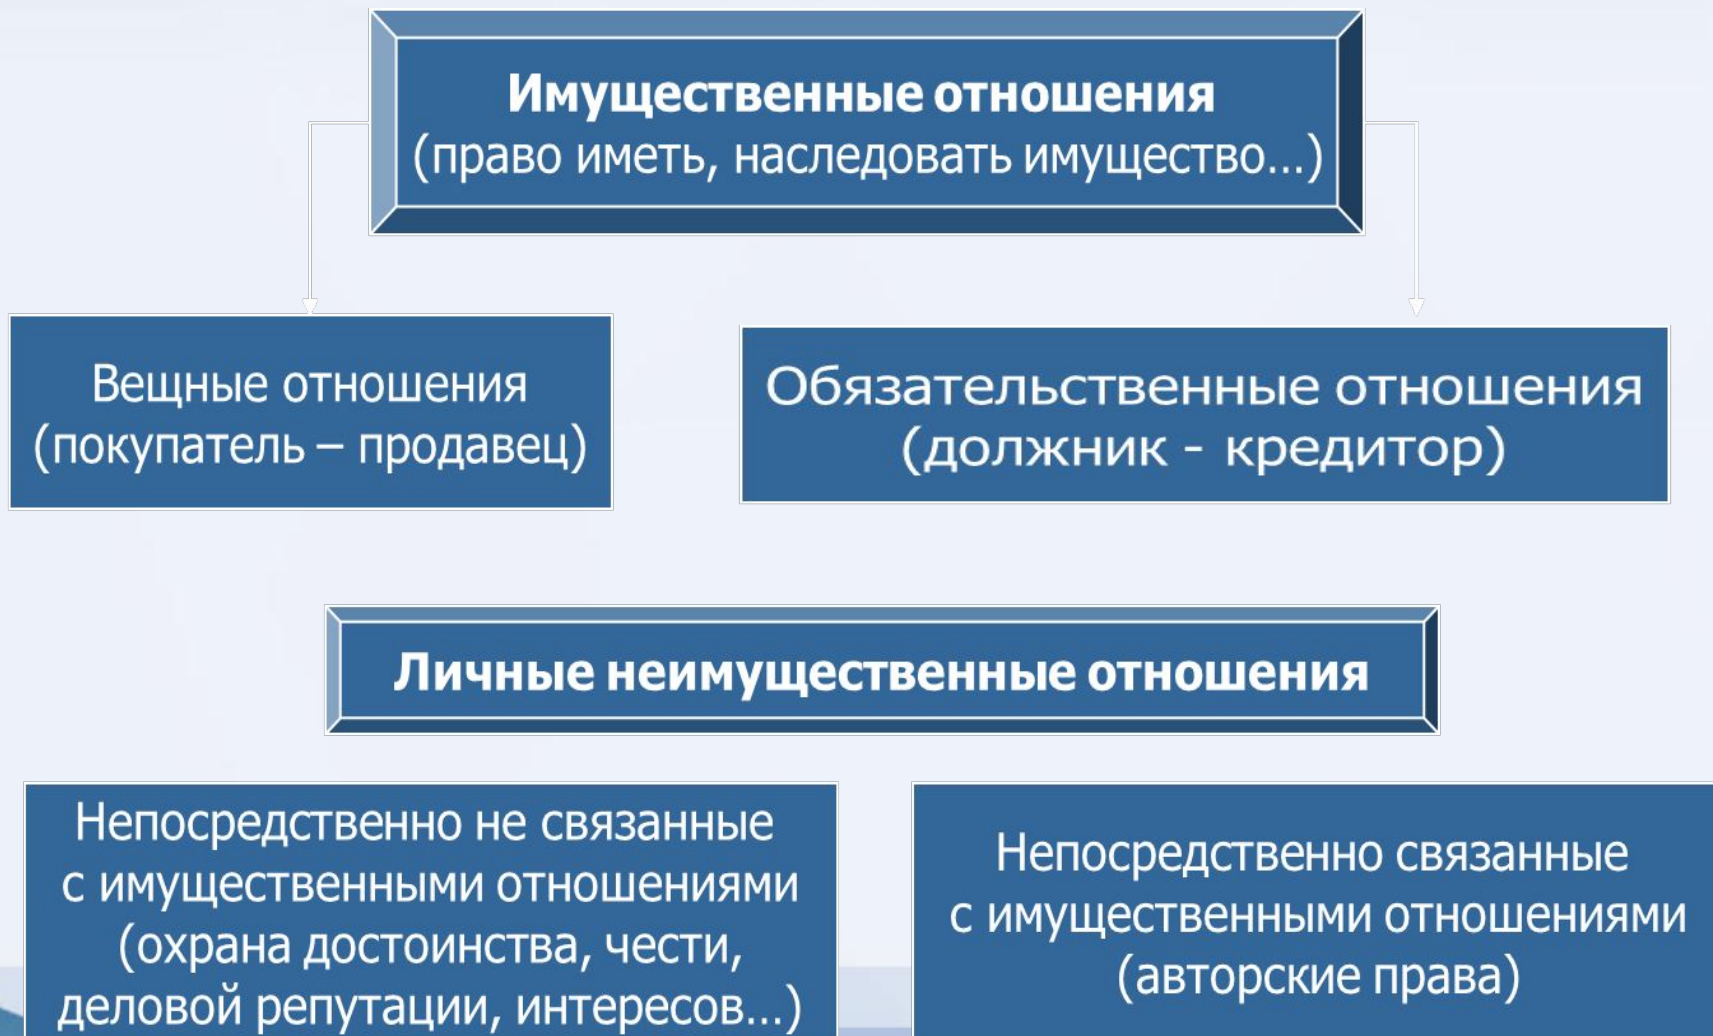 Имущественные отношения
(право иметь, наследовать имущество...)
Вещные отношения
(покупатель – продавец)
Обязательственные отношения
(должник - кредитор)
Личные неимущественные отношения
Непосредственно не связанные
с имущественными отношениями
(охрана достоинства, чести,
деловой репутации, интересов...)
Непосредственно связанные
с имущественными отношениями
(авторские права)